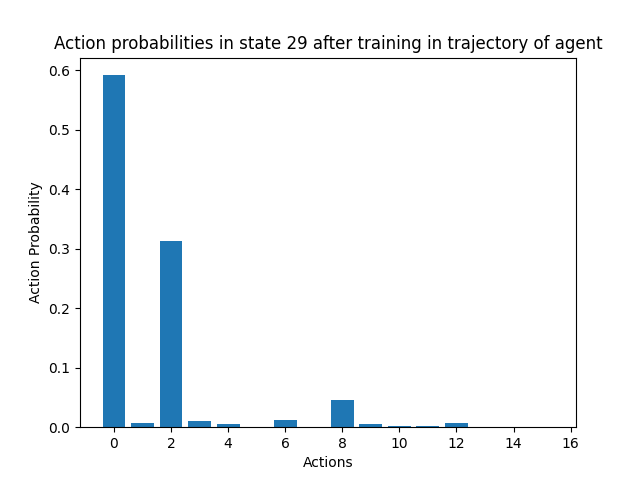 Action probabilities in state 29 after training in trajectory of agent
0.6
0.5
0.4
0.3
0.2
0.1
0.0
Action Probability
0 2 4 6 8 10 12 14 16
Actions